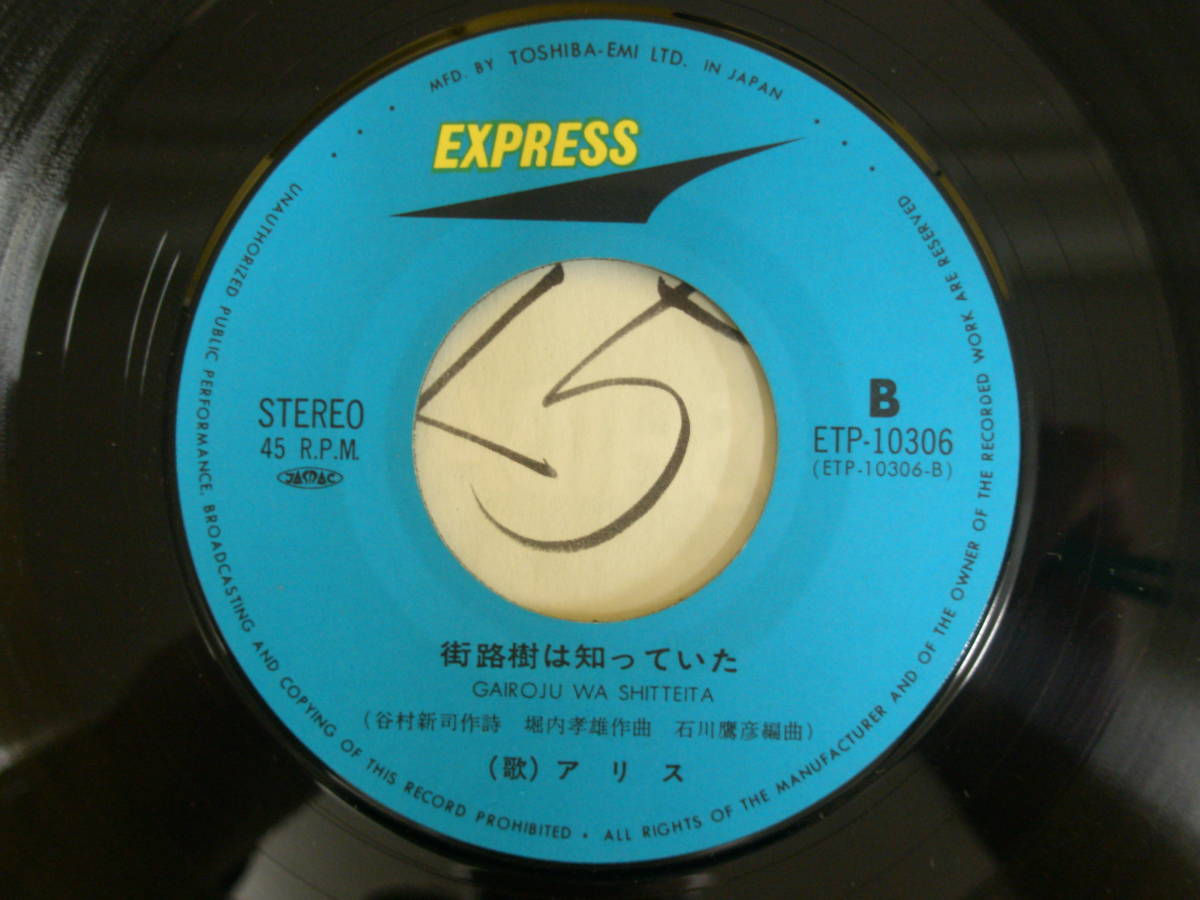 MFD. BY TOSHIBA-EMI LTD. IN JAPAN
EXPRESS
STEREO
45 R.P.M.
JASRAC
B
ETP-10306
(ETP-10306-B)
街路樹は知っていた
GAIROJU WA SHITTEITA
(谷村新司作詩 堀内孝雄作曲 石川鷹彦編曲)
(歌) アリス
UNAUTHORIZED PUBLIC PERFORMANCE, BROADCASTING AND COPYING OF THIS RECORD PROHIBITED • ALL RIGHTS OF THE MANUFACTURER AND OF THE OWNER OF THE RECORDED WORK ARE RESERVED